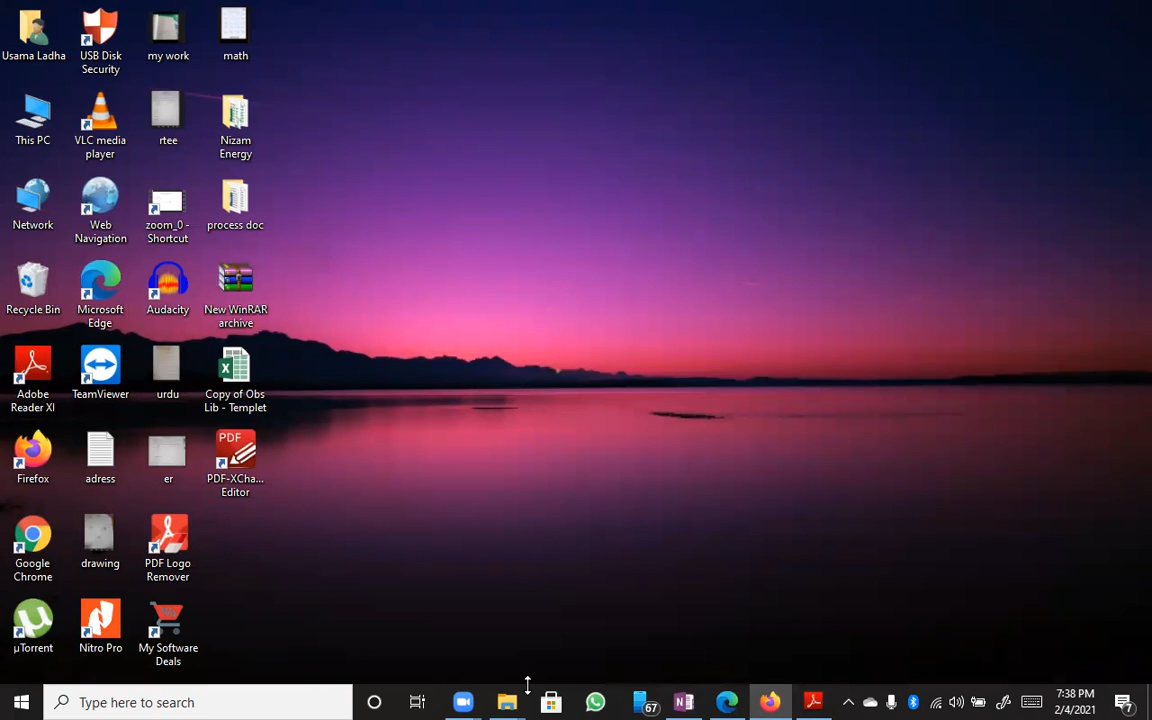 Usama Ladha
USB Disk
Security
my work
math
This PC
VLC media
player
rtee
Nizam
Energy
Network
Web
Navigation
zoom_0 -
Shortcut
process doc
Recycle Bin
Microsoft
Edge
Audacity
New WinRAR
archive
Adobe
Reader XI
TeamViewer
urdu
Copy of Obs
Lib - Templet
Firefox
adress
er
PDF
PDF-XCha...
Editor
Google
Chrome
drawing
PDF Logo
Remover
µTorrent
Nitro Pro
My Software
Deals
Type here to search
67
7:38 PM
2/4/2021
7